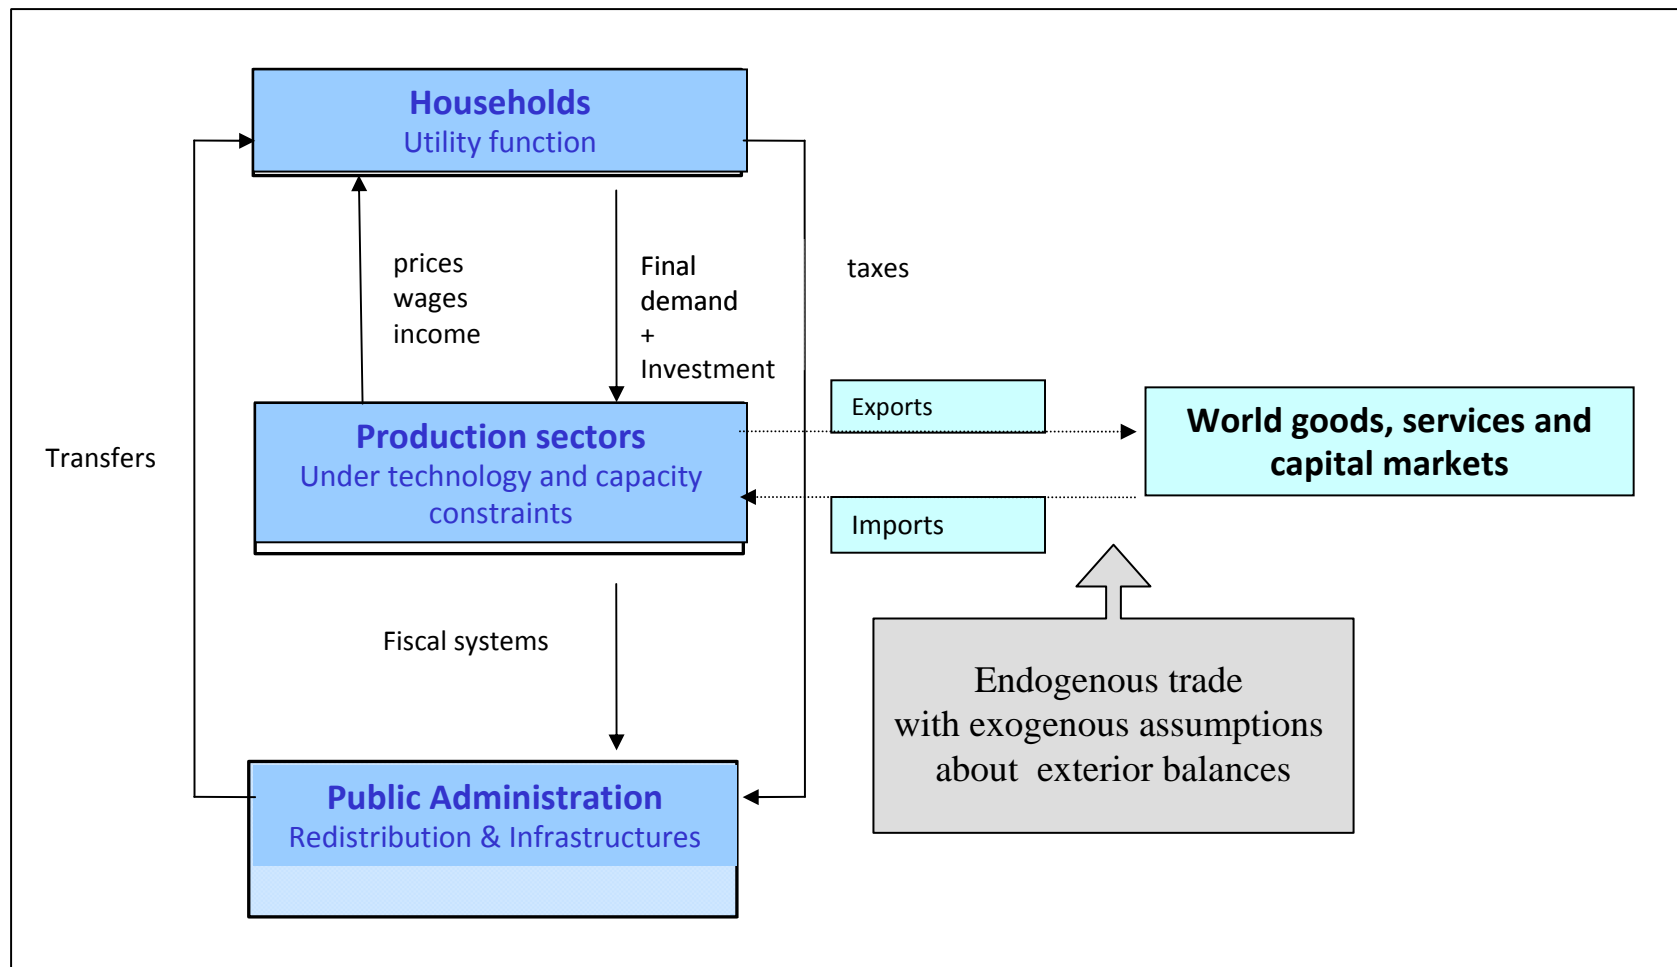 Households
Utility function
prices
wages
income
Final
demand
+
Investment
taxes
Transfers
Production sectors
Under technology and capacity
constraints
Exports
Imports
World goods, services and
capital markets
Fiscal systems
Endogenous trade
with exogenous assumptions
about exterior balances
Public Administration
Redistribution & Infrastructures